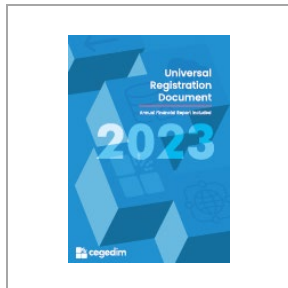 Universal
Registration
Document
Annual Financial Report Included
2023
cegedim